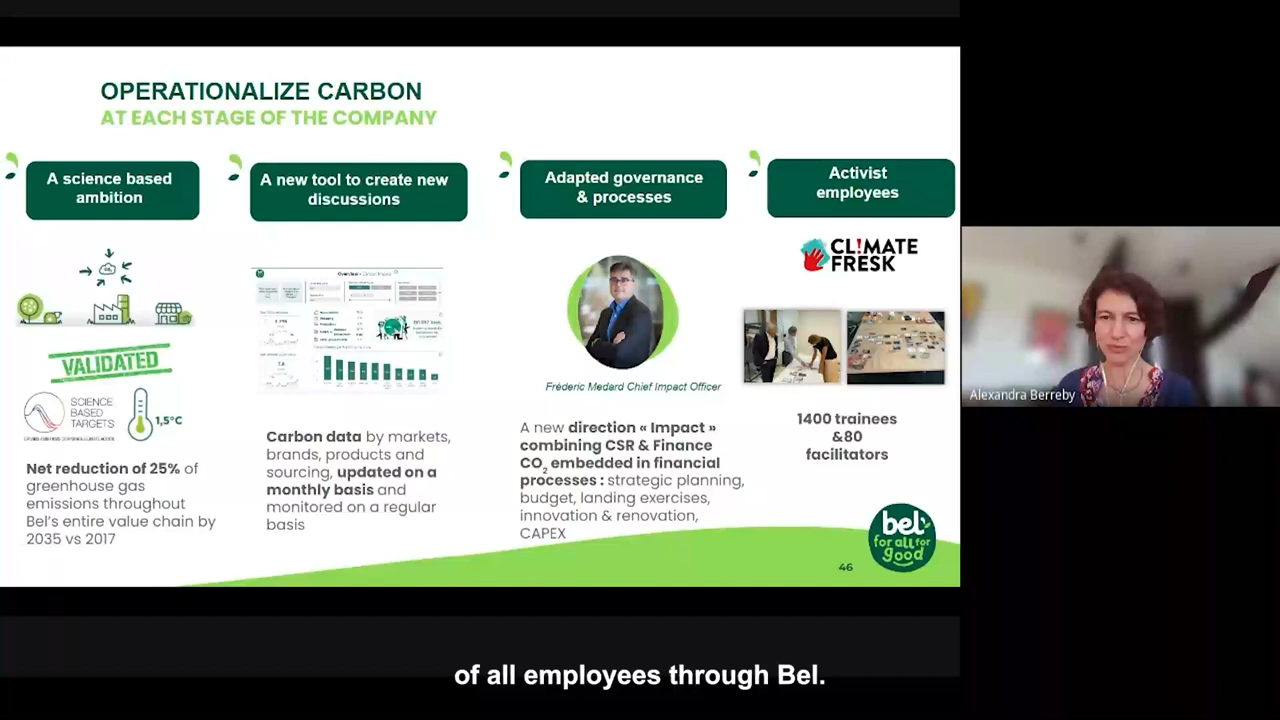 OPERATIONALIZE CARBON
AT EACH STAGE OF THE COMPANY
A science based
ambition
VALIDATED
SCIENCE
BASED
TARGETS
1,5°C
Net reduction of 25% of
greenhouse gas
emissions throughout
Bel's entire value chain by
2035 vs 2017
A new tool to create new
discussions
Carbon data by markets,
brands, products and
sourcing, updated on a
monthly basis and
monitored on a regular
basis
Adapted governance
& processes
Fréderic Medard Chief Impact Officer
A new direction « Impact »
combining CSR & Finance
CO2 embedded in financial
processes : strategic planning,
budget, landing exercises,
innovation & renovation,
CAPEX
Activist
employees
CL!MATE
FRESK
1400 trainees
&80
facilitators
bel
for all for
good
46
Alexandra Berreby
of all employees through Bel.